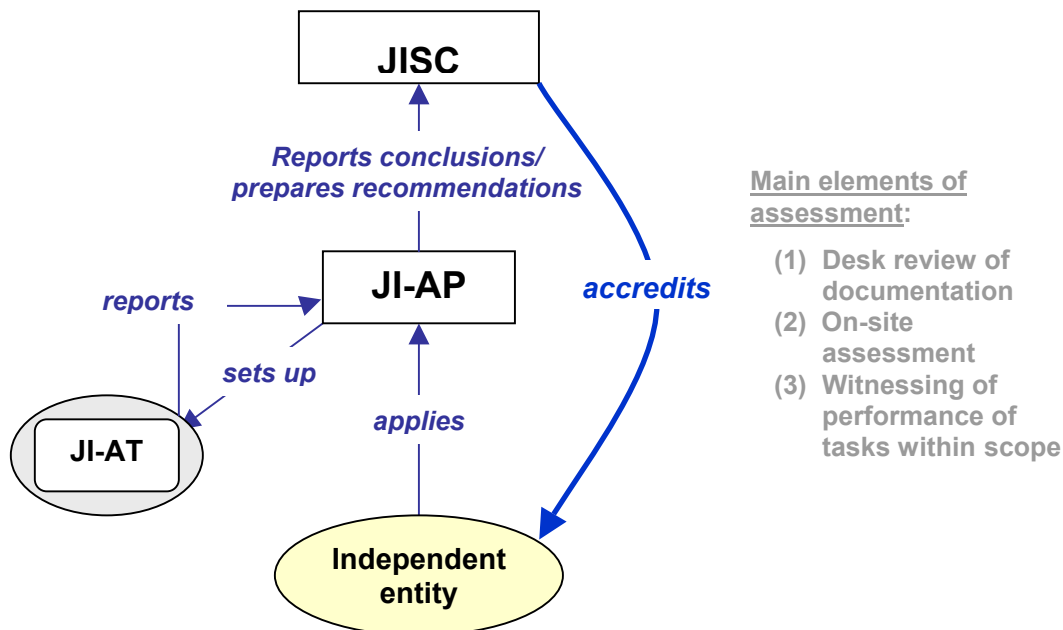 JISC
Reports conclusions/
prepares recommendations
JI-AP
reports
accredits
sets up
applies
JI-AT
Independent
entity
Main elements of
assessment:
(1) Desk review of
documentation
(2) On-site
assessment
(3) Witnessing of
performance of
tasks within scope